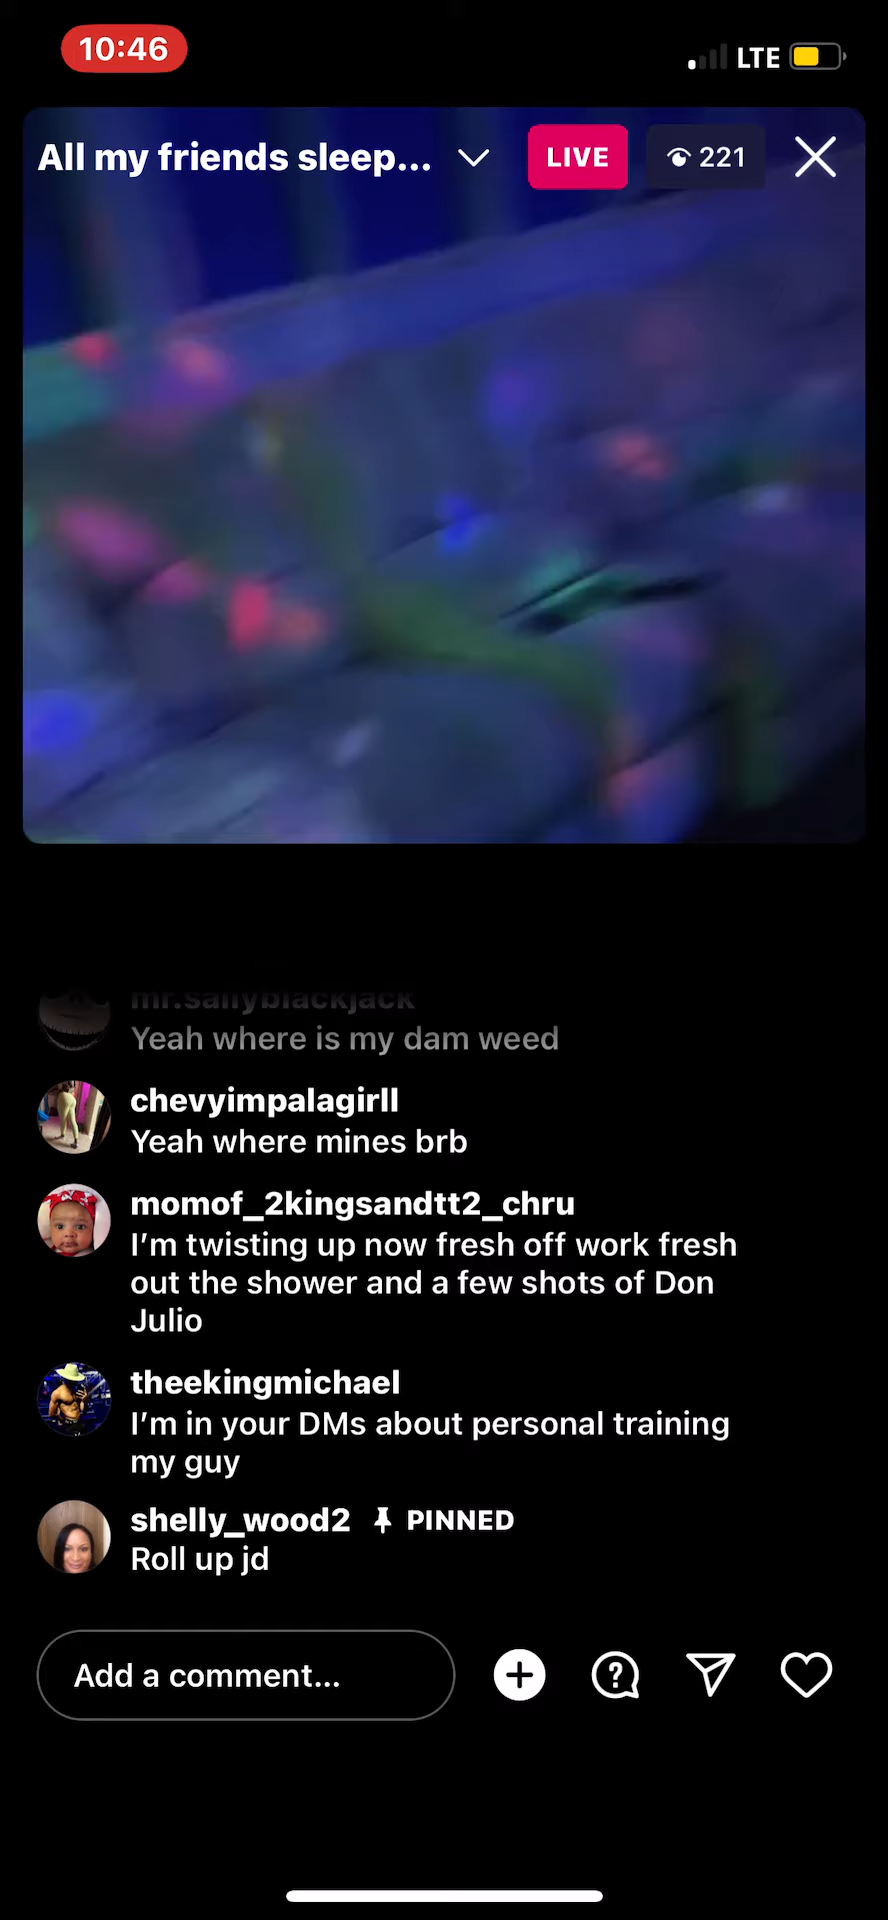 10:46
LTE
All my friends sleep...
LIVE
221
mr.sallyblackjack
Yeah where is my dam weed
chevyimpalagirll
Yeah where mines brb
momof_2kingsandtt2_chru
I'm twisting up now fresh off work fresh
out the shower and a few shots of Don
Julio
theekingmichael
I'm in your DMs about personal training
my guy
shelly_wood2 PINNED
Roll up jd
Add a comment...